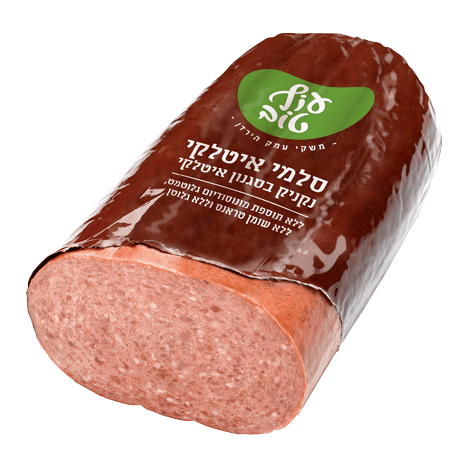 עוף
טוב
- משקי עמק הירדן -
סלמי איטלקי
נקניק בסגנון איטלקי
ללא תוספת מונוסודיום גלוטמט,
ללא שומן טראנס וללא גלוטן